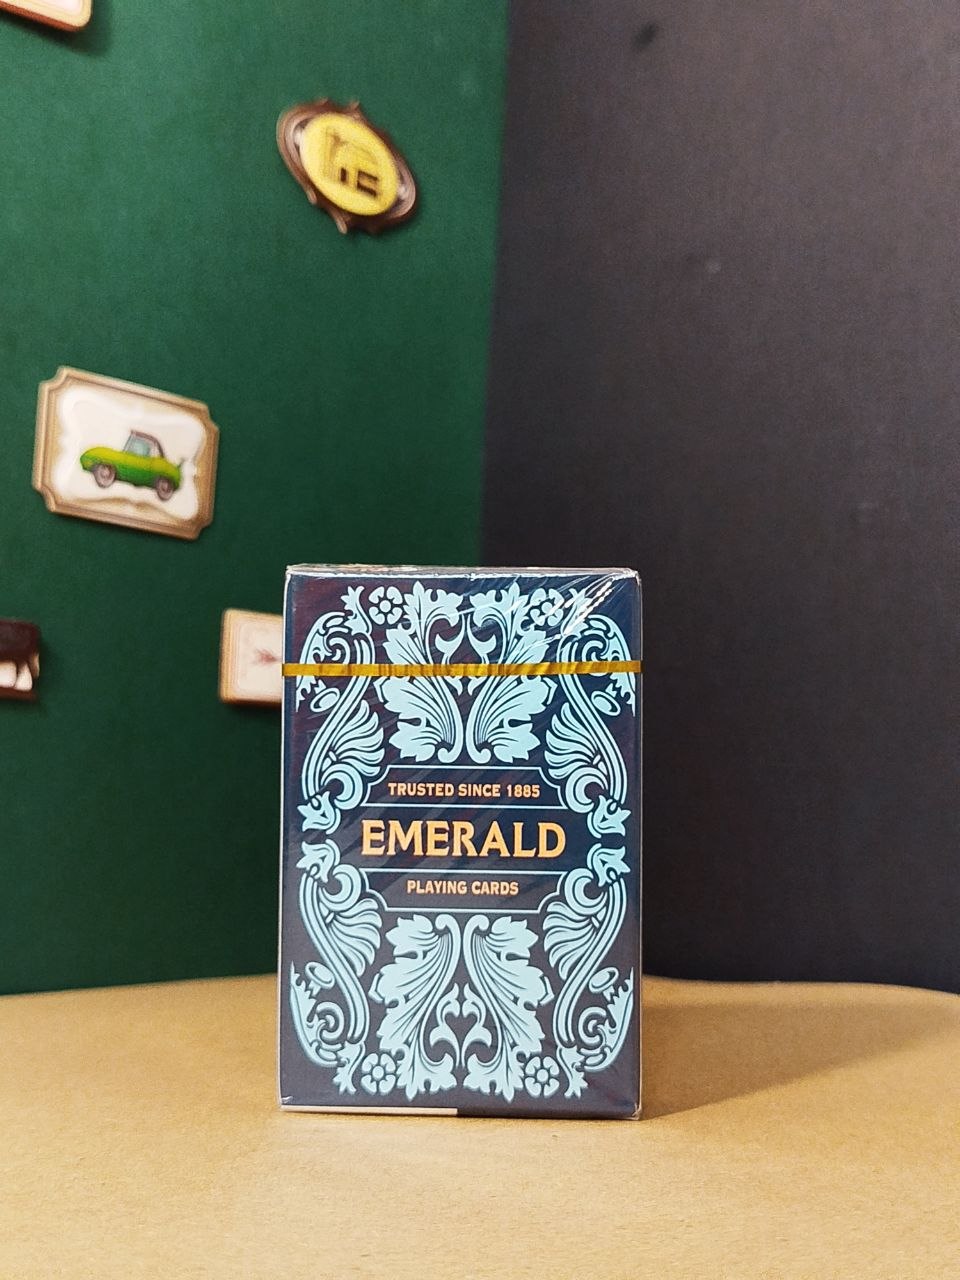 TRUSTED SINCE 1885
EMERALD
PLAYING CARDS